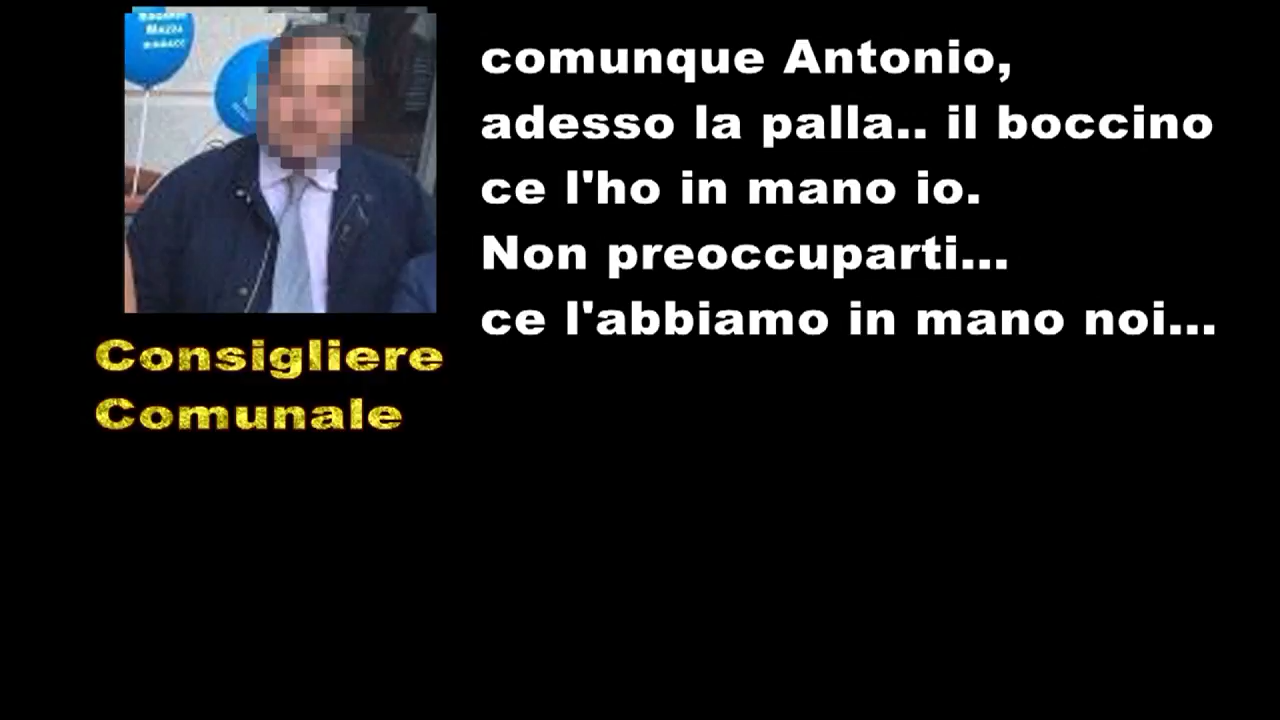 comunque Antonio,
adesso la palla.. il boccino
ce l'ho in mano io.
Non preoccuparti...
ce l'abbiamo in mano noi...
Consigliere
Comunale